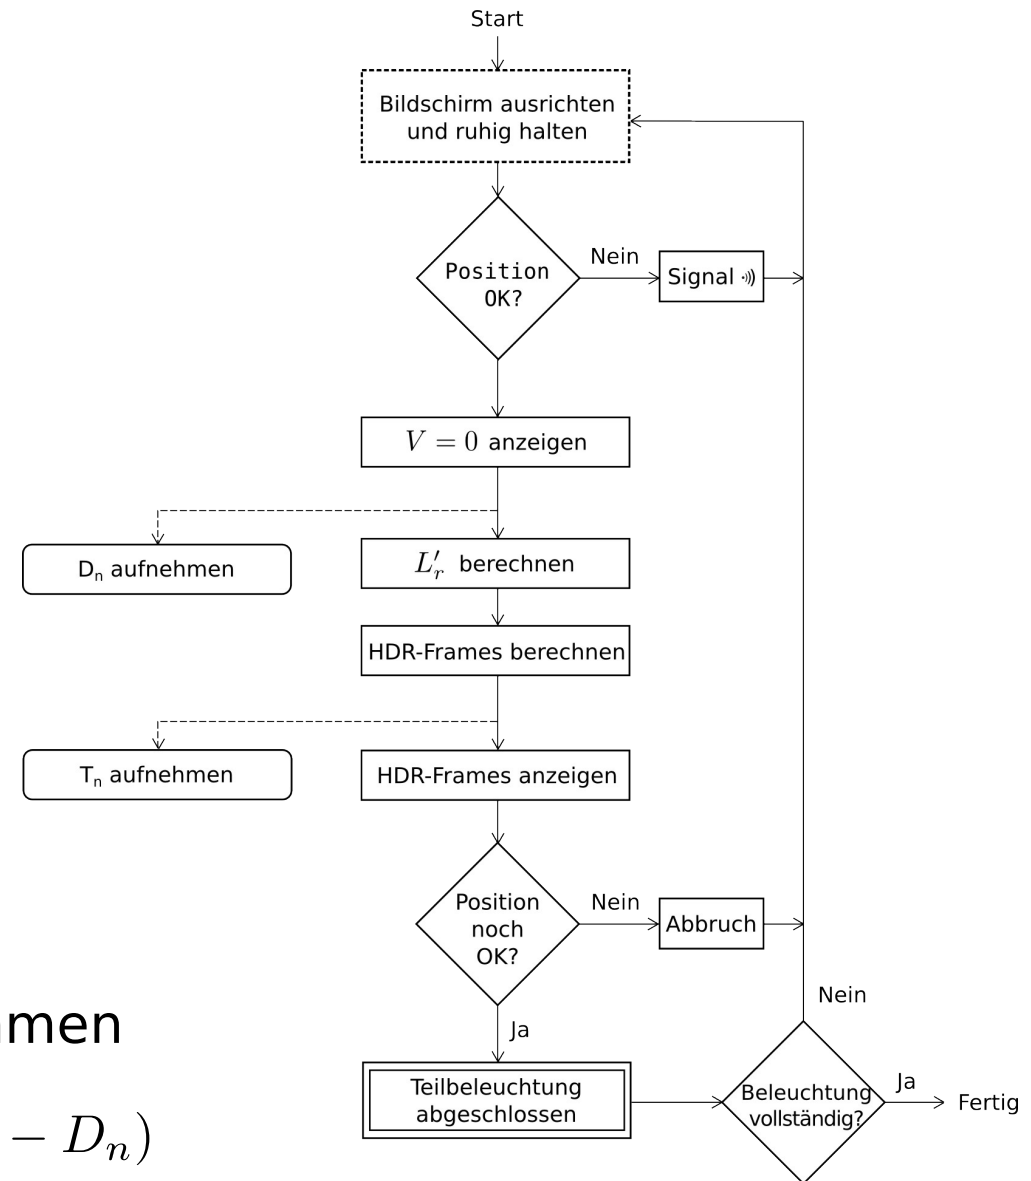 Start
Bildschirm ausrichten
und ruhig halten
Position
OK?
Nein
Signal
V = 0 anzeigen
Dₙ aufnehmen
L′ᵣ berechnen
HDR-Frames berechnen
Tₙ aufnehmen
HDR-Frames anzeigen
Position
noch
OK?
Nein
Abbruch
Ja
Nein
Teilbeleuchtung
abgeschlossen
Beleuchtung
vollständig?
Ja
Fertig
men
− Dₙ)